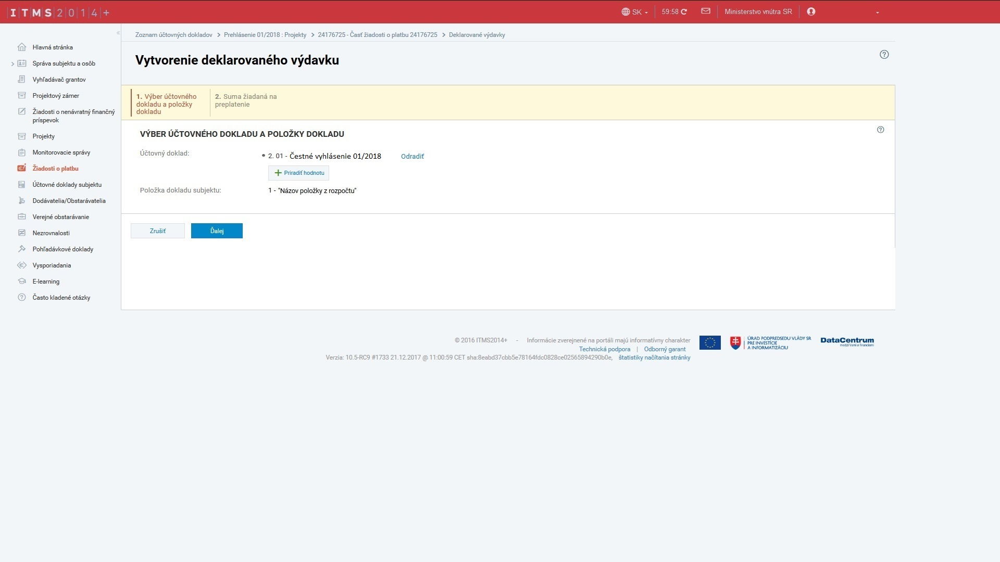 ITMS2014+
SK
59:58
Ministerstvo vnútra SR
Zoznam účtovných dokladov > Prehlásenie 01/2018 : Projekty > 24176725 - Časť žiadosti o platbu 24176725 > Deklarované výdavky
Hlavná stránka
Správa subjektu a osôb
Vyhľadávač grantov
Projektový zámer
Žiadosti o nenávratný finančný
príspevok
Projekty
Monitorovacie správy
Žiadosti o platbu
Účtovné doklady subjektu
Dodávatelia/Obstarávatelia
Verejné obstarávanie
Nezrovnalosti
Pohľadávkové doklady
Vysporiadania
E-learning
Často kladené otázky
Vytvorenie deklarovaného výdavku
1. Výber účtovného
dokladu a položky
dokladu
2. Suma žiadaná na
preplatenie
VÝBER ÚČTOVNÉHO DOKLADU A POLOŽKY DOKLADU
Účtovný doklad:
• 2. 01 - Čestné vyhlásenie 01/2018 Odradiť
Priradiť hodnotu
Položka dokladu subjektu:
1 - "Názov položky z rozpočtu"
Zrušiť
Ďalej
© 2016 ITMS2014+ - Informácie zverejnené na portáli majú informatívny charakter
Technická podpora | Odborný garant
Verzia: 10.5-RC9 #1733 21.12.2017 @ 11:00:59 CET sha:8eabd37cbb5e78164fdc0828ce02565894290b0e, štatistiky načítania stránky
ÚRAD PODPREDSEDU VLÁDY SR
PRE INVESTÍCIE
A INFORMATIZÁCIU
DataCentrum
medzi Vami a financiami